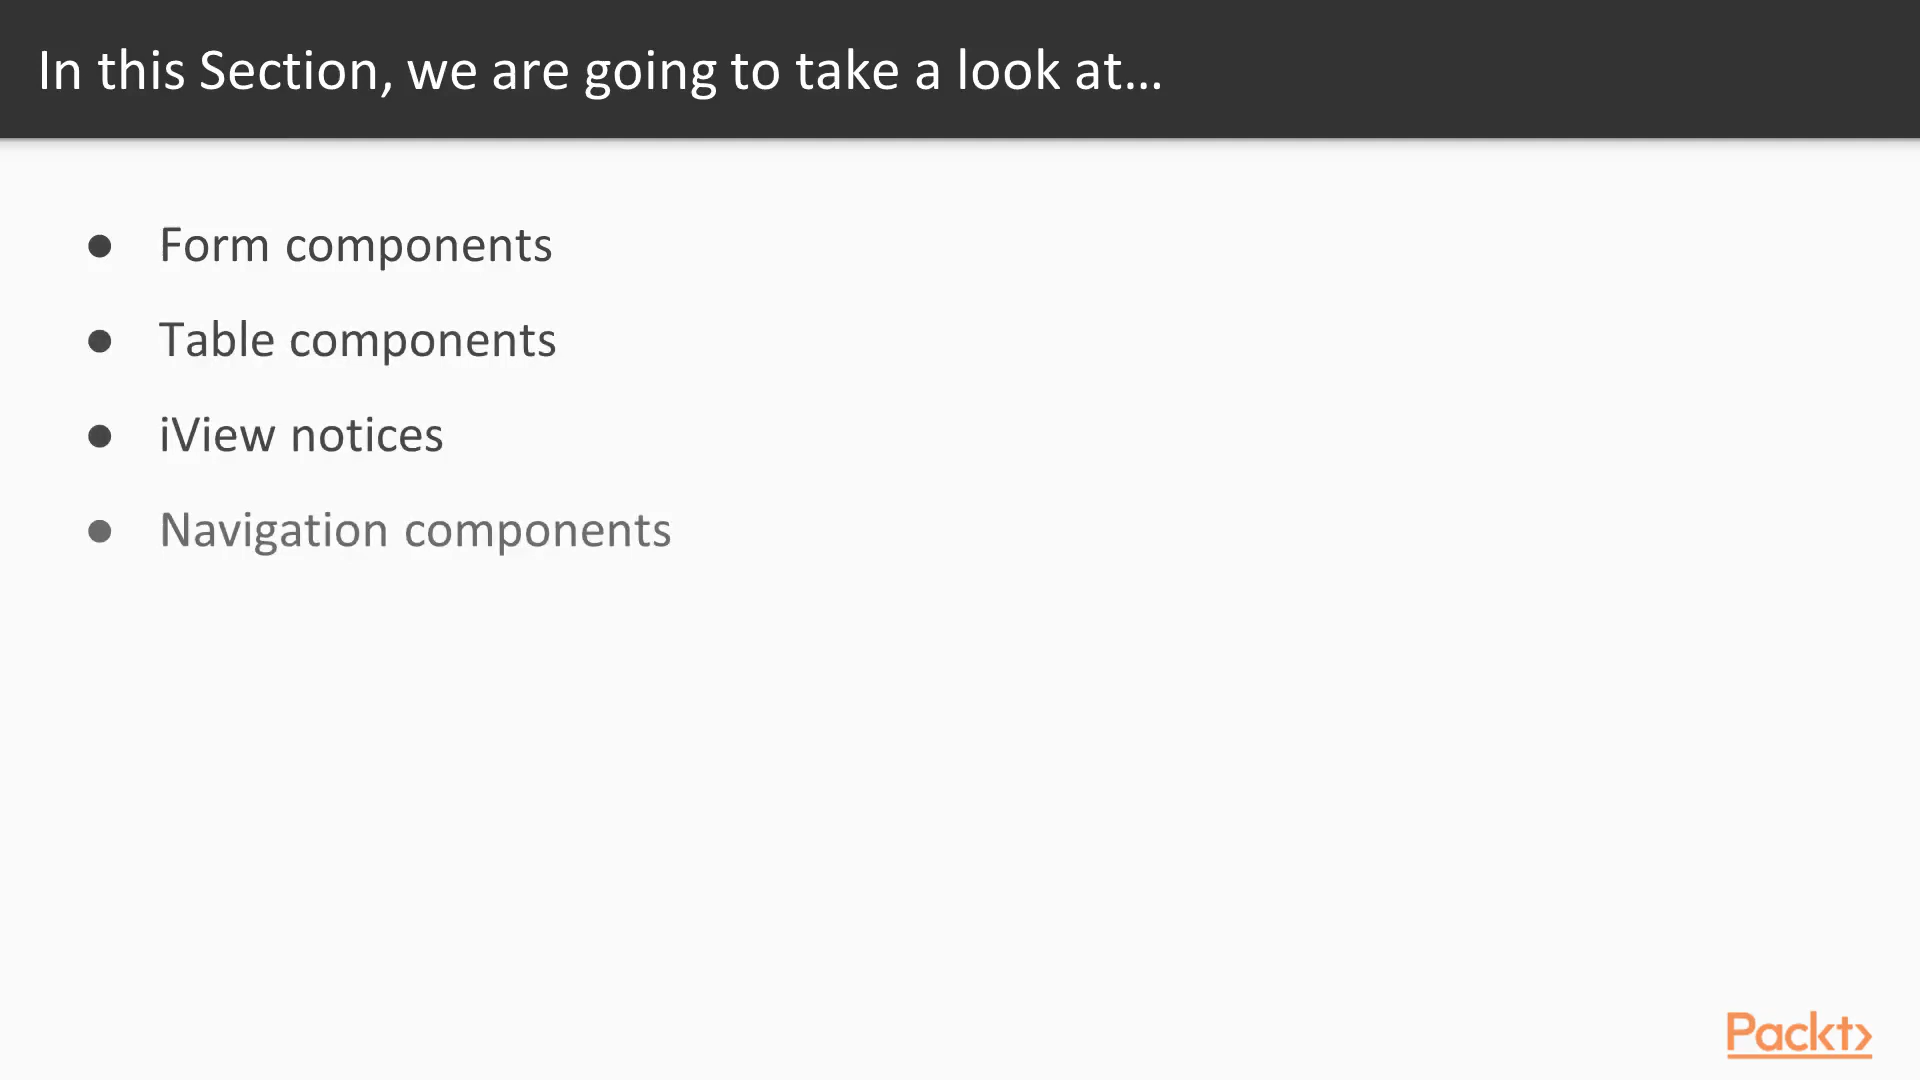 In this Section, we are going to take a look at...
● Form components
● Table components
● iView notices
● Navigation components
Packt>